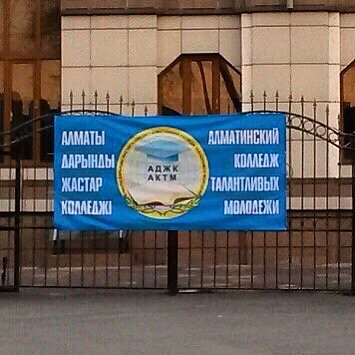 АЛМАТЫ
ДАРЫНДЫ
ЖАСТАР
КОЛЛЕДЖІ
АДЖК
АКТМ
АЛМАТИНСКИЙ
КОЛЛЕДЖ
ТАЛАНТЛИВЫХ
МОЛОДЕЖИ